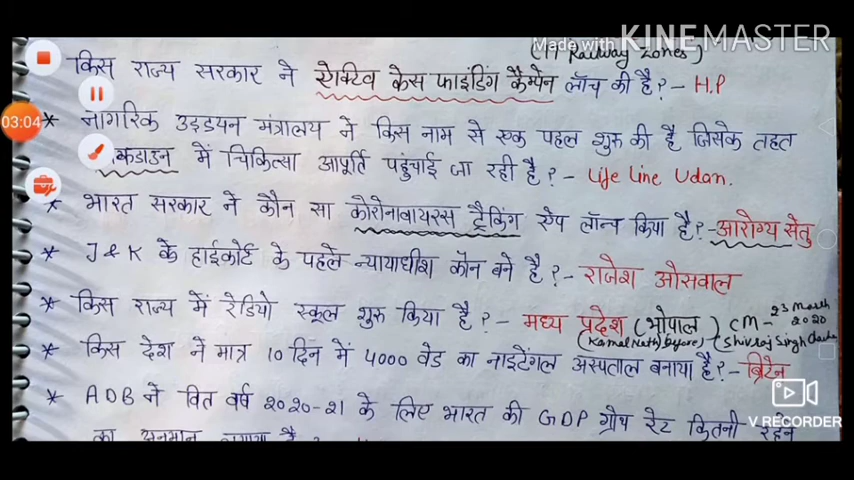 (17 Railway Zones)
Made with KINEMASTER
किस राज्य सरकार ने ऐक्टिव केस फाइंडिंग कैम्पेन लॉच की है? - H.P
03:04
* नागरिक उड्डयन मंत्रालय ने किस नाम से एक पहल शुरू की है जिसके तहत
कडाउन में चिकित्सा आपूर्ति पहुंचाई जा रही है? - Life Line Udan.
* भारत सरकार ने कौन सा कोरोनावायरस ट्रैकिंग ऐप लॉन्च किया है? - आरोग्य सेतु
* J&K के हाईकोर्ट के पहले न्यायाधीश कौन बने है? - राजेश ओसवाल
* किस राज्य में रेडियो स्कूल शुरू किया है? - मध्य प्रदेश (भोपाल) CM - 23 March 2020
(Kamal Nath) before) (Shivraj Singh
* किस देश ने मात्र 10 दिन में 4000 वेड का नाइटेंगल अस्पताल बनाया है? - ब्रिटेन
* ADB ने वित वर्ष 2020-21 के लिए भारत की GDP ग्रोथ रेट कितनी रहने
V RECORDER
का अनुमान लगाया है?